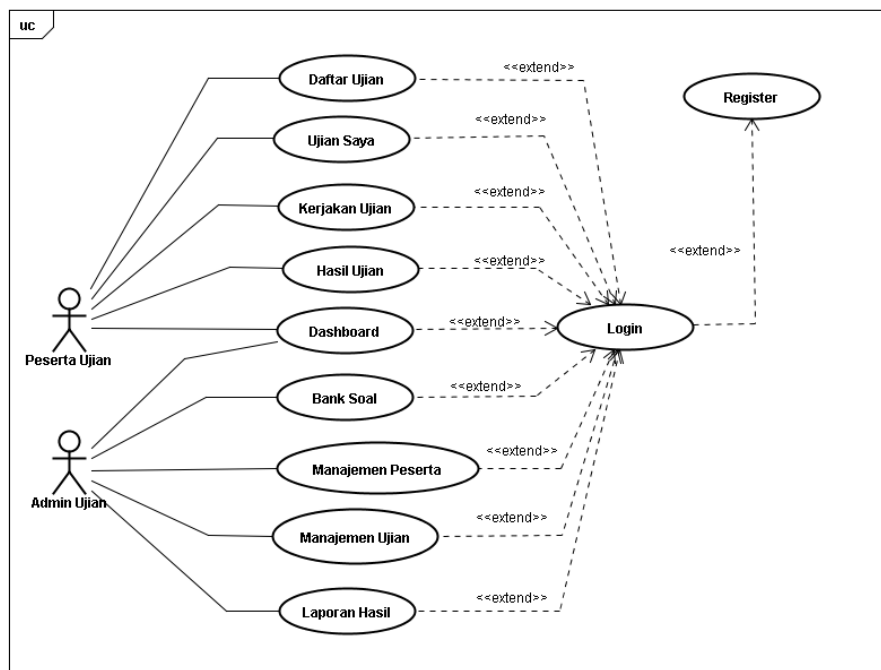 uc
Daftar Ujian
<<extend>>
Register
Ujian Saya
<<extend>>
Kerjakan Ujian
<<extend>>
<<extend>>
Hasil Ujian
<<extend>>
Peserta Ujian
Dashboard
<<extend>>
Login
Bank Soal
<<extend>>
Admin Ujian
Manajemen Peserta
<<extend>>
Manajemen Ujian
<<extend>>
Laporan Hasil
<<extend>>